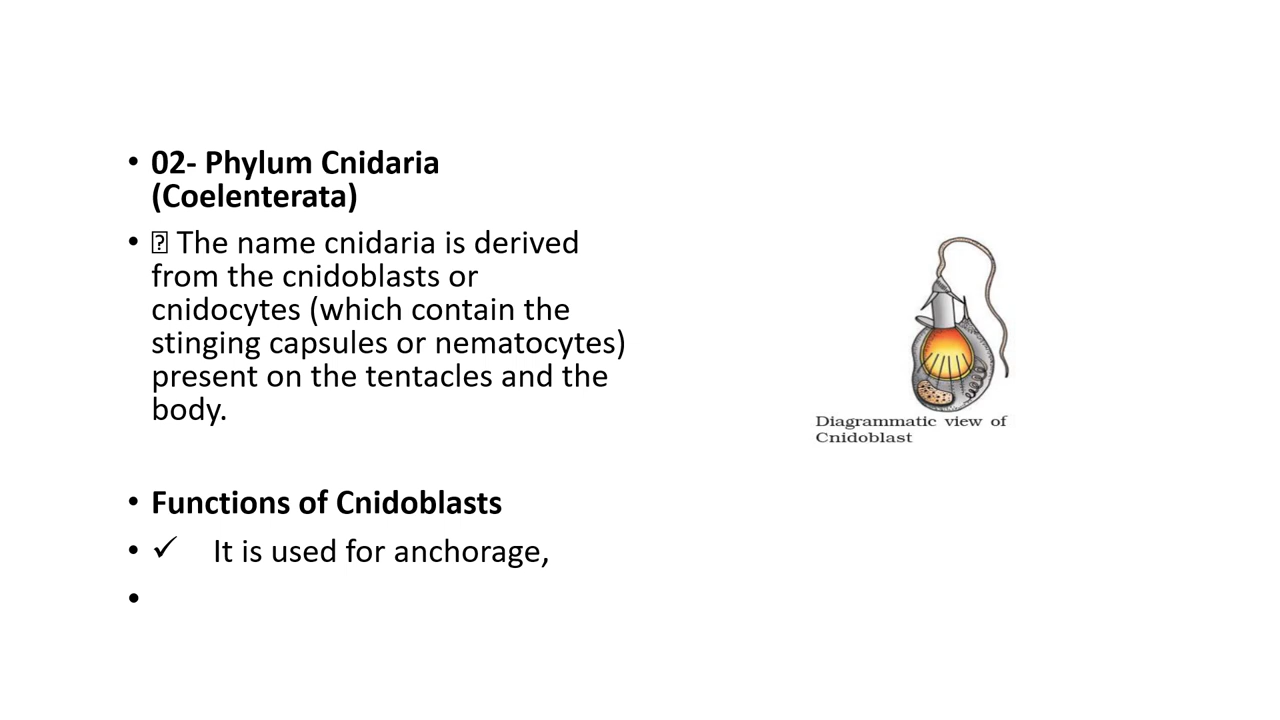 • 02- Phylum Cnidaria
(Coelenterata)
• ⍰ The name cnidaria is derived
from the cnidoblasts or
cnidocytes (which contain the
stinging capsules or nematocytes)
present on the tentacles and the
body.
• Functions of Cnidoblasts
• ✓ It is used for anchorage,
•
Diagrammatic view of
Cnidoblast